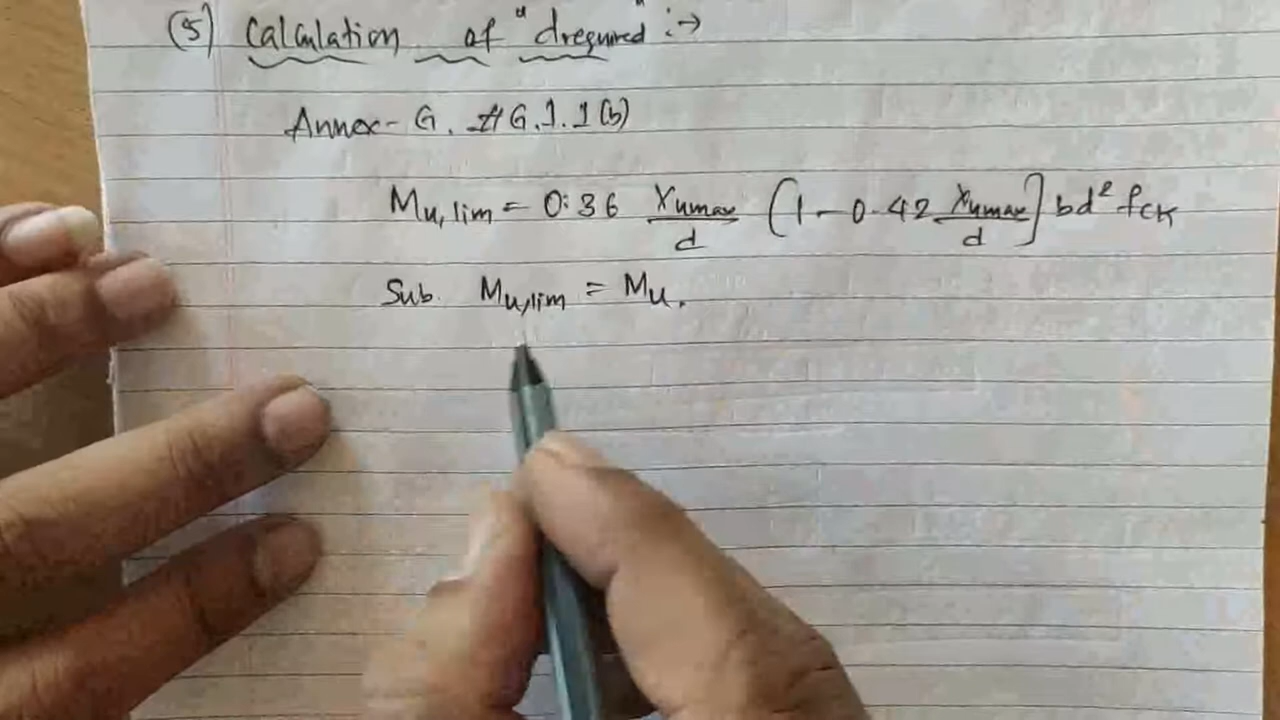 (5) Calculation of "drequired" :→
Annex - G. #G.1.1(b)
Mu,lim = 0.36 xumax/d (1 - 0.42 xumax/d] bd² fck
Sub. Mu,lim = Mu.